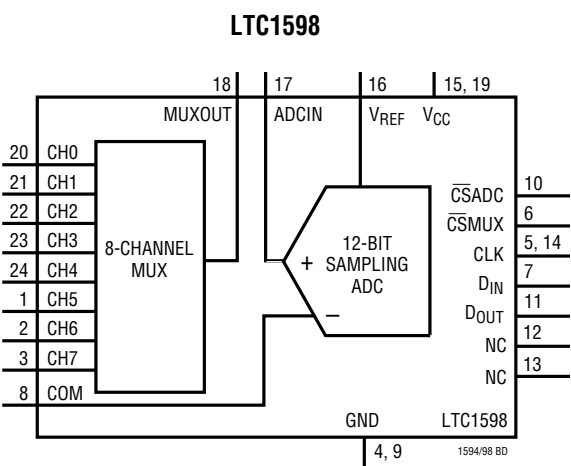 LTC1598
18 17 16 15, 19
MUXOUT ADCIN VREF VCC
20 CH0
21 CH1
22 CH2
23 CH3
24 CH4
1 CH5
2 CH6
3 CH7
8 COM
8-CHANNEL
MUX
+
12-BIT
SAMPLING
ADC
–
CSADC 10
CSMUX 6
CLK 5, 14
DIN 7
DOUT 11
NC 12
NC 13
GND LTC1598
4, 9
1594/98 BD